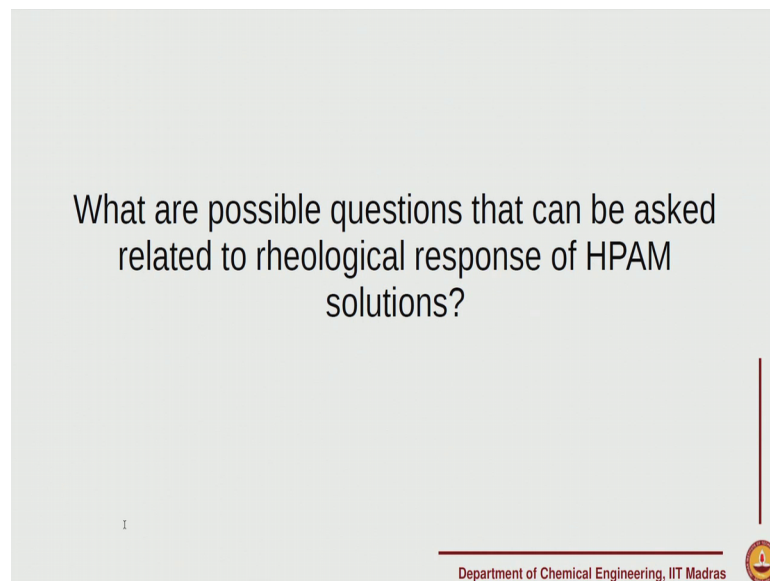 What are possible questions that can be asked
related to rheological response of HPAM
solutions?
Department of Chemical Engineering, IIT Madras